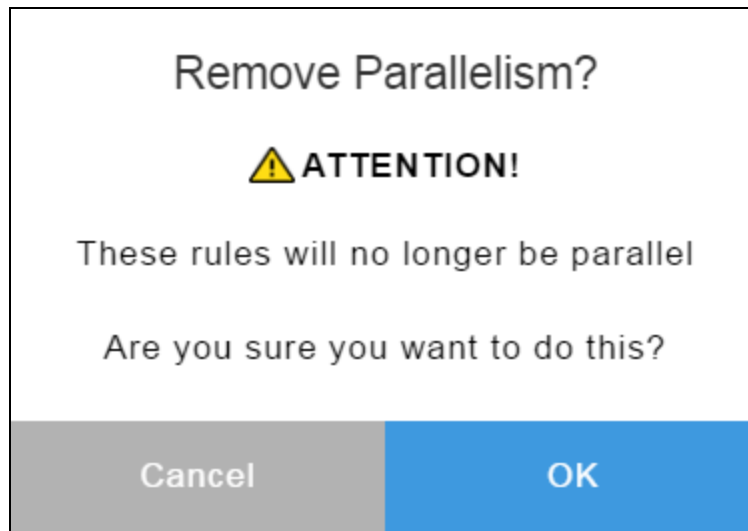 Remove Parallelism?
ATTENTION!
These rules will no longer be parallel
Are you sure you want to do this?
Cancel
OK